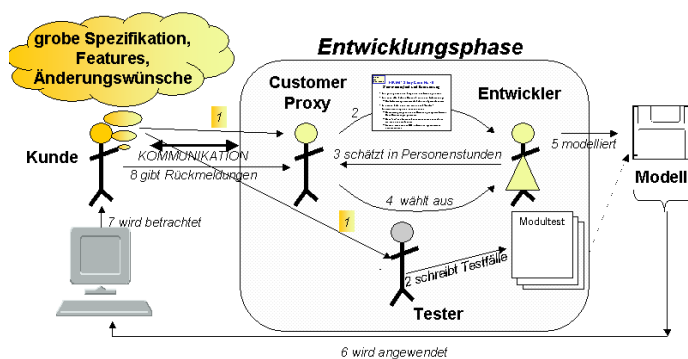 grobe Spezifikation,
Features,
Änderungswünsche
Entwicklungsphase
Customer
Proxy
Entwickler
Kunde
1
2
KOMMUNIKATION
8 gibt Rückmeldungen
3 schätzt in Personenstunden
5 modelliert
Modell
4 wählt aus
7 wird betrachtet
1
Modultest
2 schreibt Testfälle
Tester
6 wird angewendet